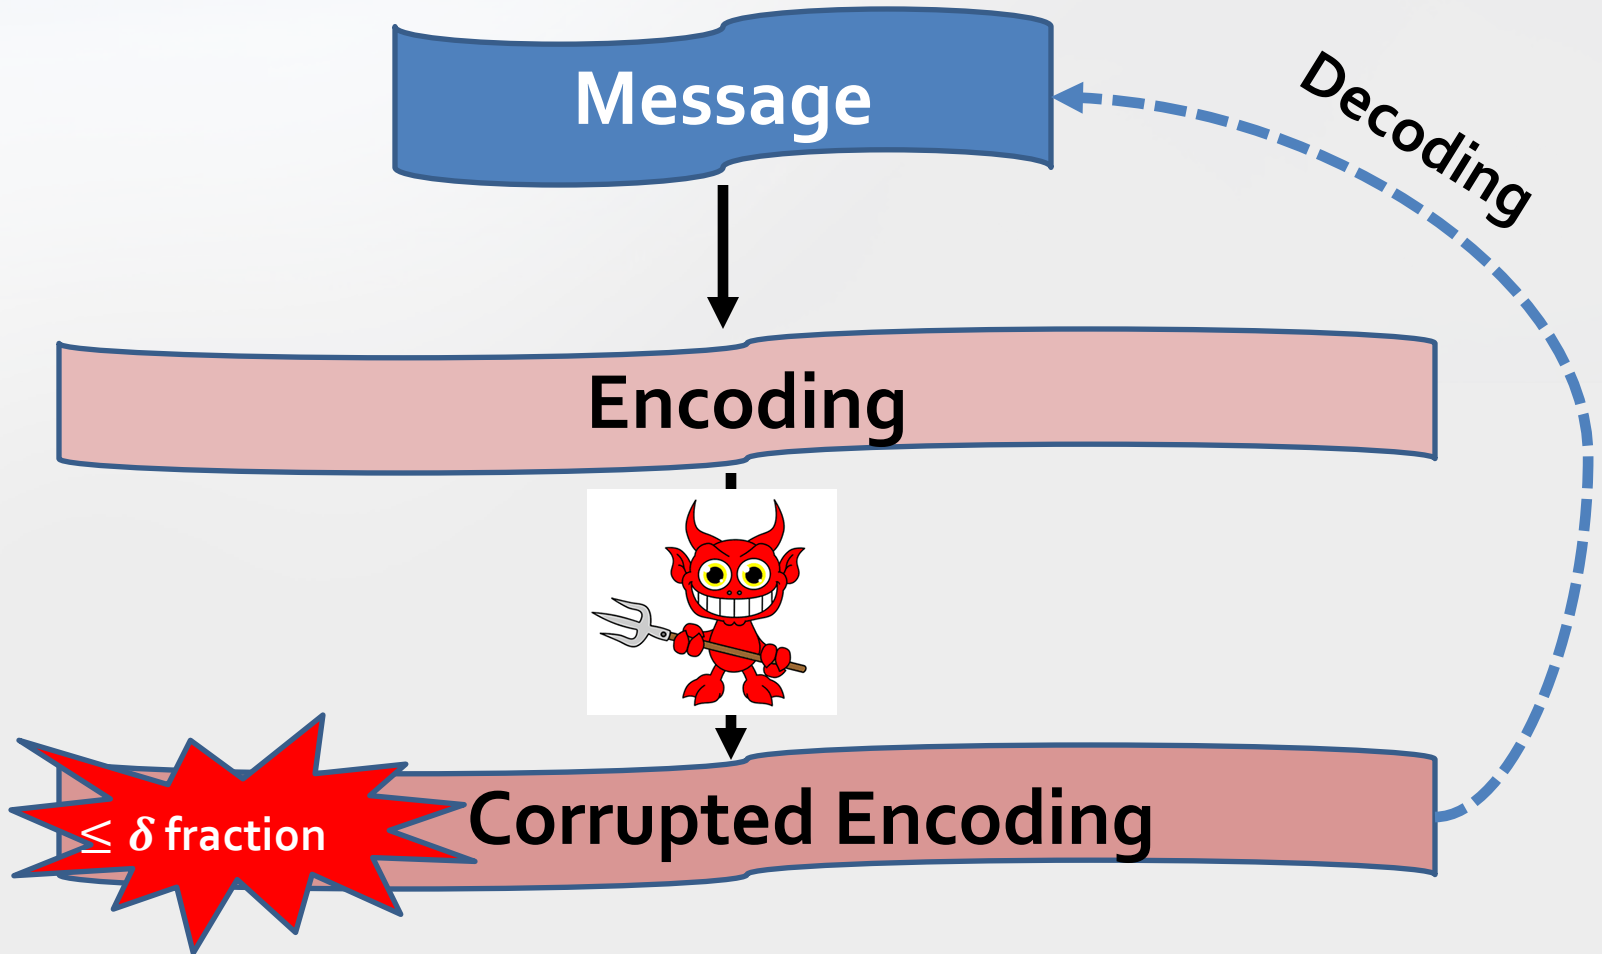 Message
Decoding
Encoding
≤ δ fraction
Corrupted Encoding